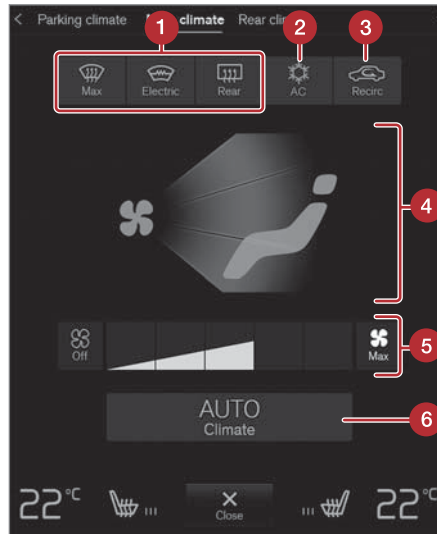 Parking climate climate Rear
1 2 3
Max Electric Rear AC Recirc
4
Off Max 5
AUTO
Climate 6
22°C 22°C
Close